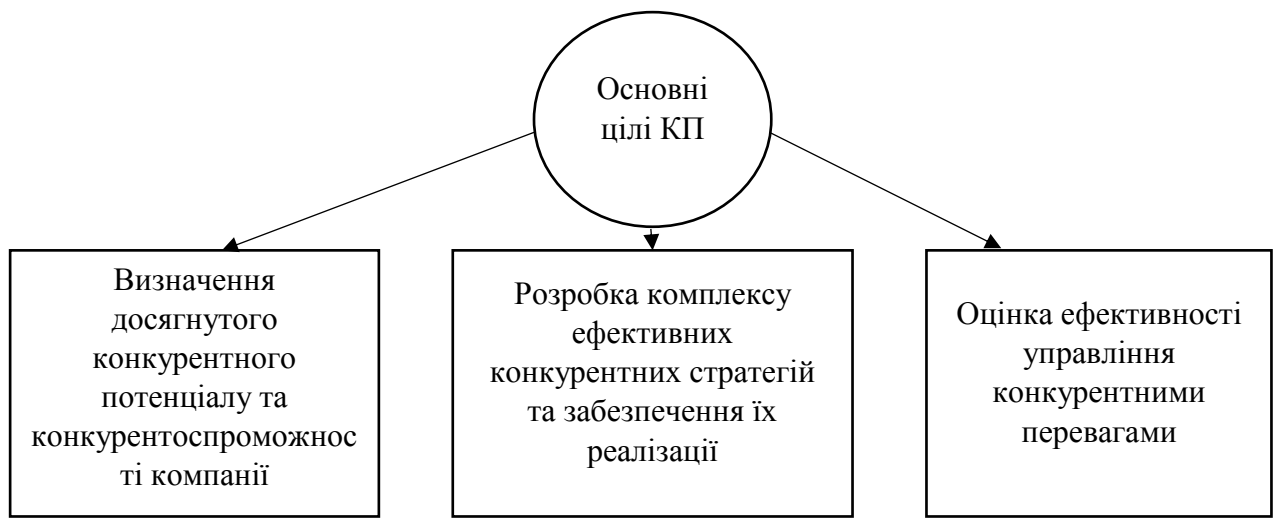 Основні
цілі КП
Визначення
досягнутого
конкурентного
потенціалу та
конкурентоспроможнос
ті компанії
Розробка комплексу
ефективних
конкурентних стратегій
та забезпечення їх
реалізації
Оцінка ефективності
управління
конкурентними
перевагами